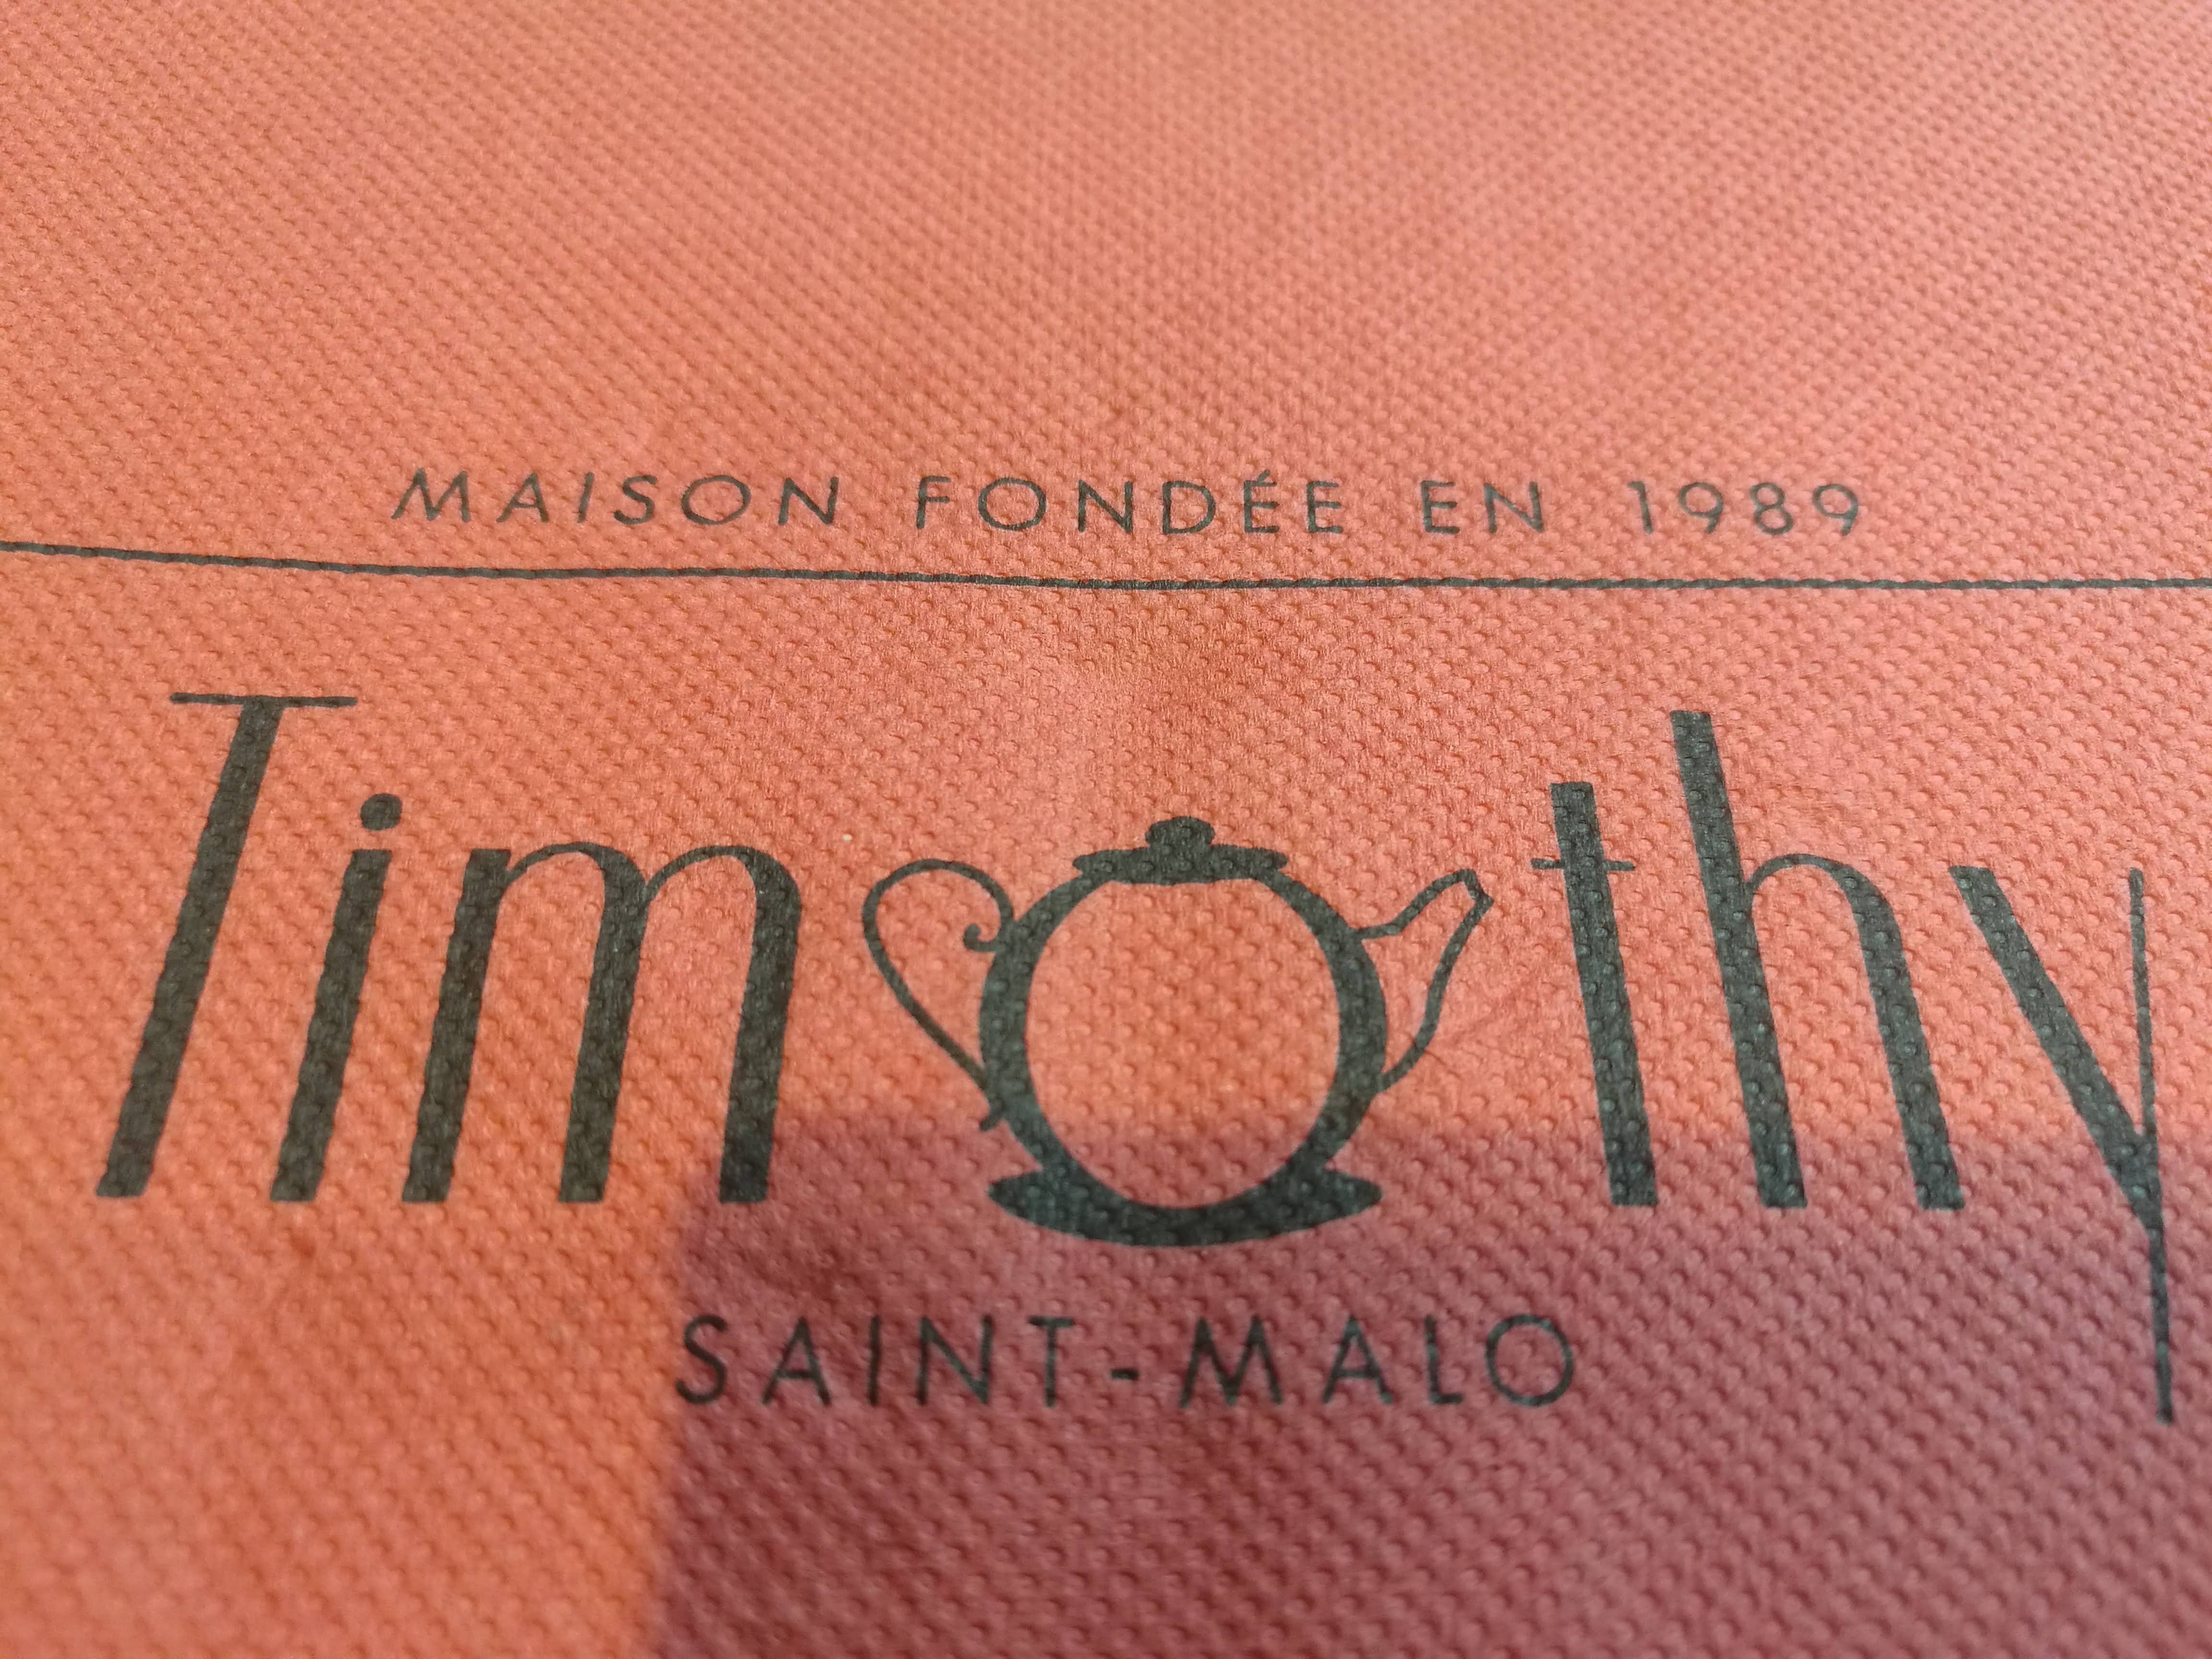 MAISON FONDÉE EN 1989
Timothy
SAINT-MALO